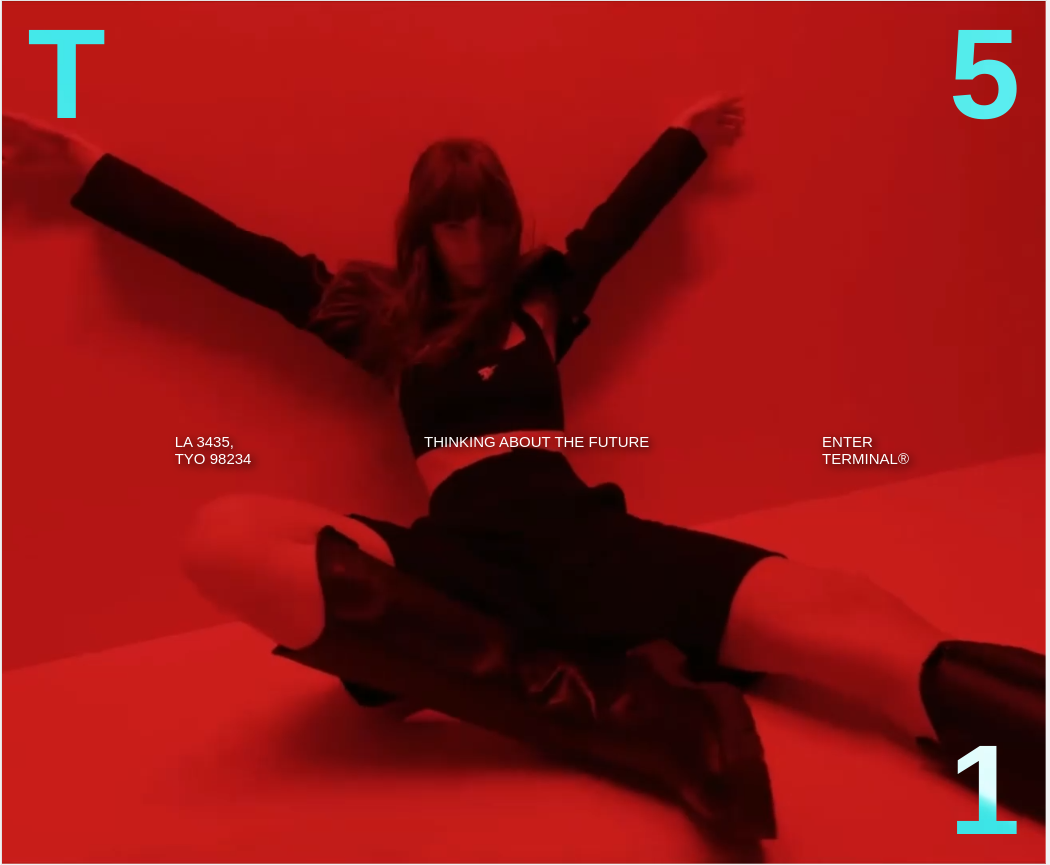 T
5
LA 3435,
TYO 98234
THINKING ABOUT THE FUTURE
ENTER
TERMINAL®
1